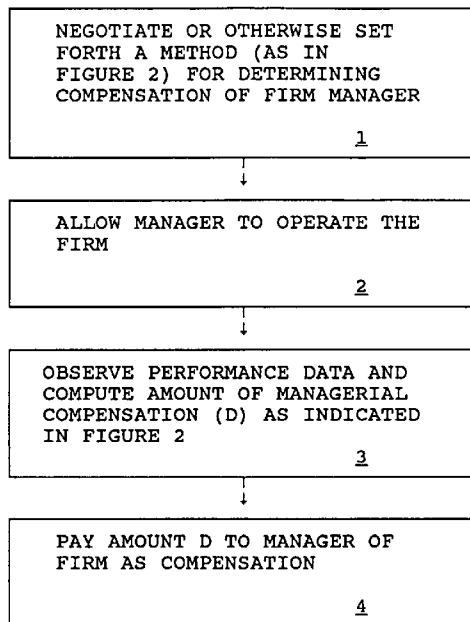 NEGOTIATE OR OTHERWISE SET
FORTH A METHOD (AS IN
FIGURE 2) FOR DETERMINING
COMPENSATION OF FIRM MANAGER
1
ALLOW MANAGER TO OPERATE THE
FIRM
2
OBSERVE PERFORMANCE DATA AND
COMPUTE AMOUNT OF MANAGERIAL
COMPENSATION (D) AS INDICATED
IN FIGURE 2
3
PAY AMOUNT D TO MANAGER OF
FIRM AS COMPENSATION
4